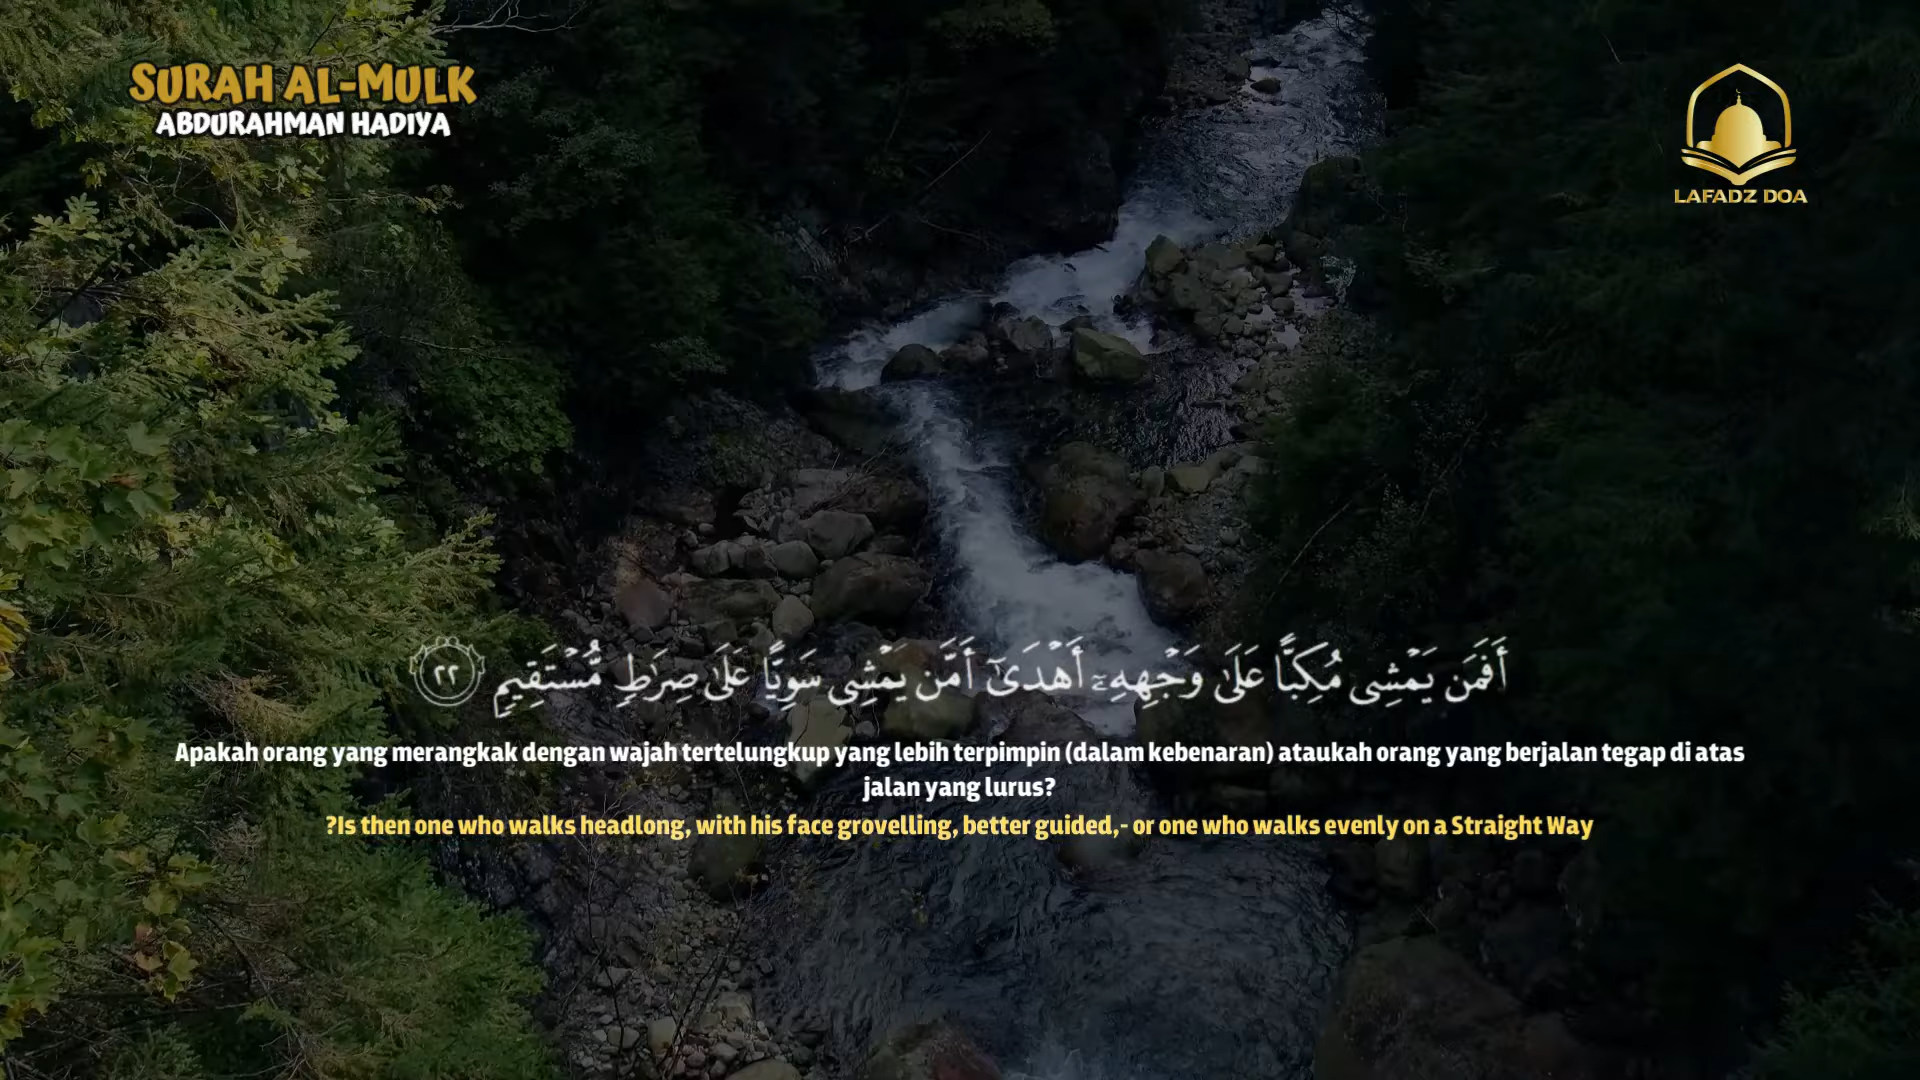 SURAH AL-MULK
ABDURAHMAN HADIYA
LAFADZ DOA
أَفَمَن يَمْشِى مُكِبًّا عَلَىٰ وَجْهِهِۦٓ أَهْدَىٰٓ أَمَّن يَمْشِى سَوِيًّا عَلَىٰ صِرَٰطٍ مُّسْتَقِيمٍ ٢٢
Apakah orang yang merangkak dengan wajah tertelungkup yang lebih terpimpin (dalam kebenaran) ataukah orang yang berjalan tegap di atas
jalan yang lurus?
?Is then one who walks headlong, with his face grovelling, better guided,- or one who walks evenly on a Straight Way